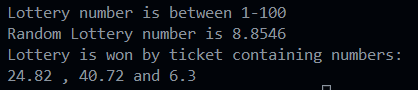 Lottery number is between 1-100
Random Lottery number is 8.8546
Lottery is won by ticket containing numbers:
24.82 , 40.72 and 6.3